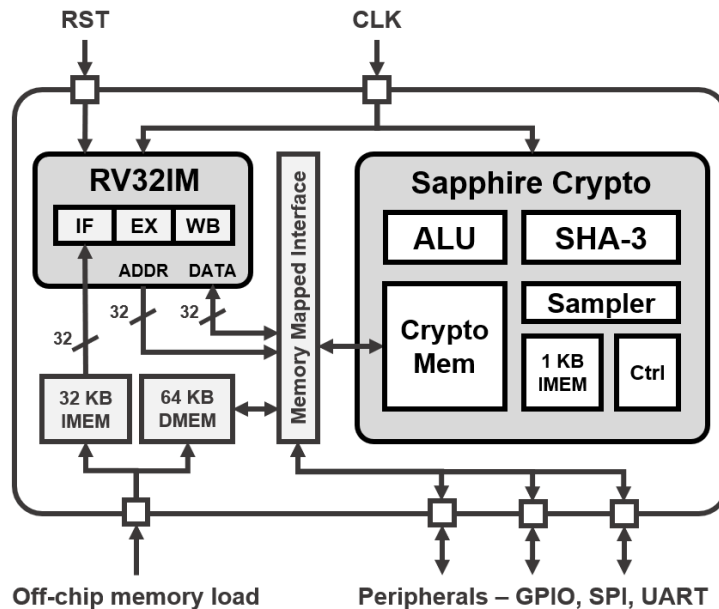 RST
CLK
RV32IM
IF EX WB
ADDR DATA
32
32
32
32 KB
IMEM
64 KB
DMEM
Memory Mapped Interface
Sapphire Crypto
ALU
SHA-3
Crypto
Mem
Sampler
1 KB
IMEM
Ctrl
Off-chip memory load
Peripherals – GPIO, SPI, UART